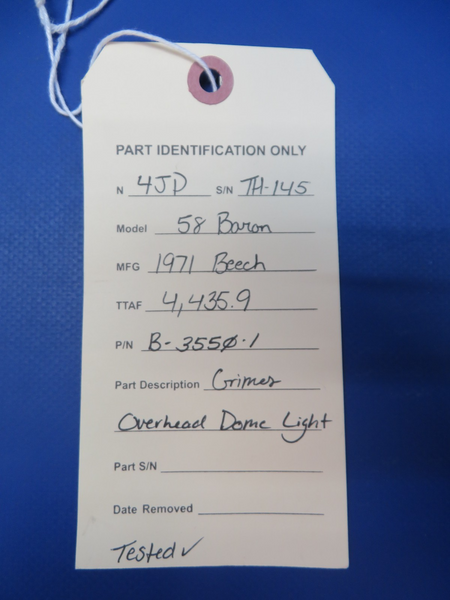 PART IDENTIFICATION ONLY
N 4JD S/N TH-145
Model 58 Baron
MFG 1971 Beech
TTAF 4,435.9
P/N B-3550-1
Part Description Grimes
Overhead Dome Light
Part S/N
Date Removed
Tested ✓